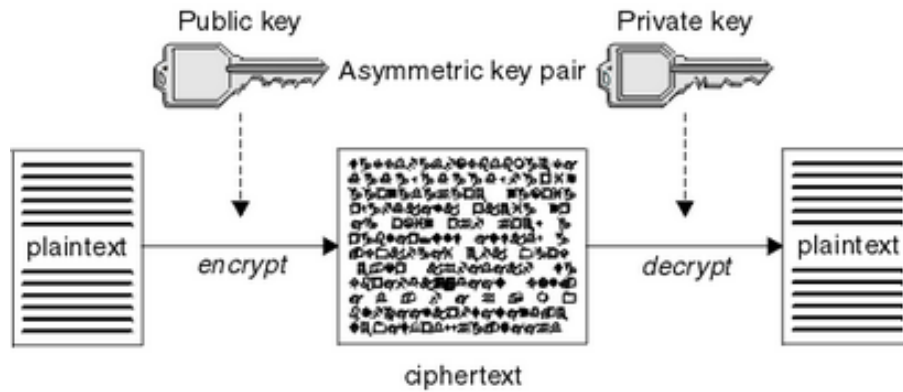 Public key
Private key
Asymmetric key pair
plaintext
encrypt
decrypt
plaintext
ciphertext